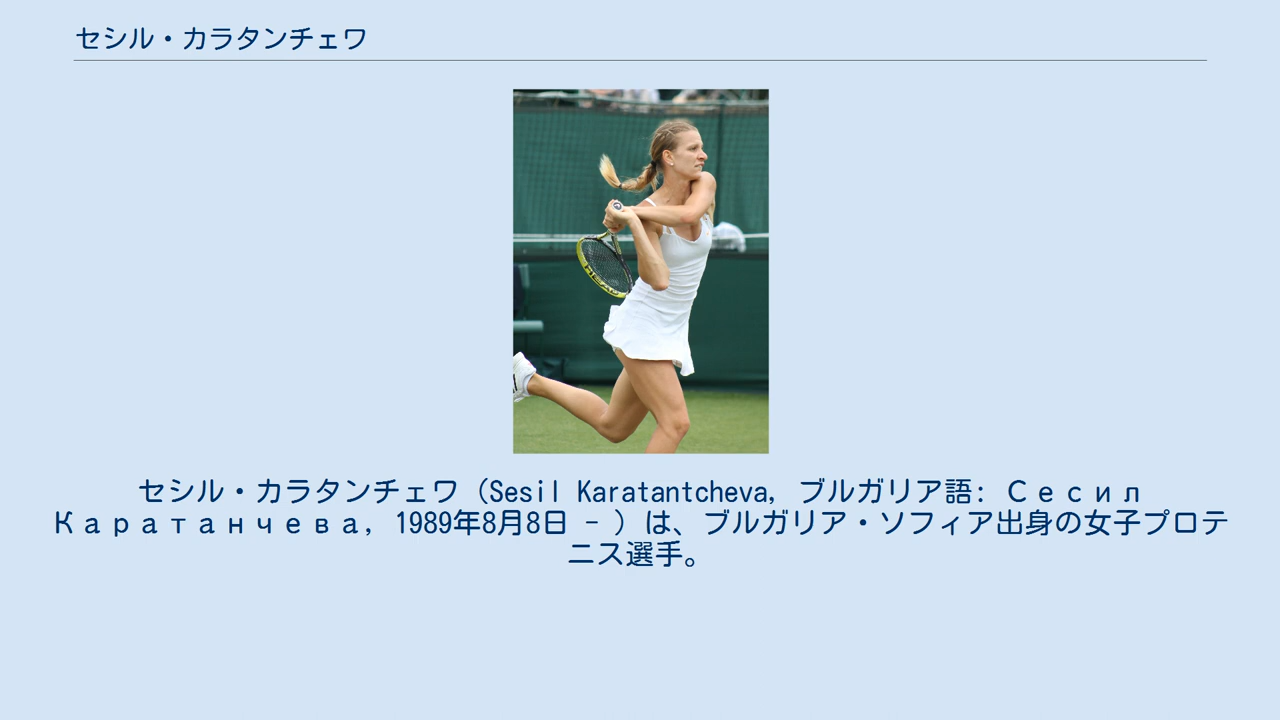 セシル・カラタンチェワ
セシル・カラタンチェワ（Sesil Karatantcheva, ブルガリア語: Сесил
Каратанчева, 1989年8月8日 - ）は、ブルガリア・ソフィア出身の女子プロテ
ニス選手。